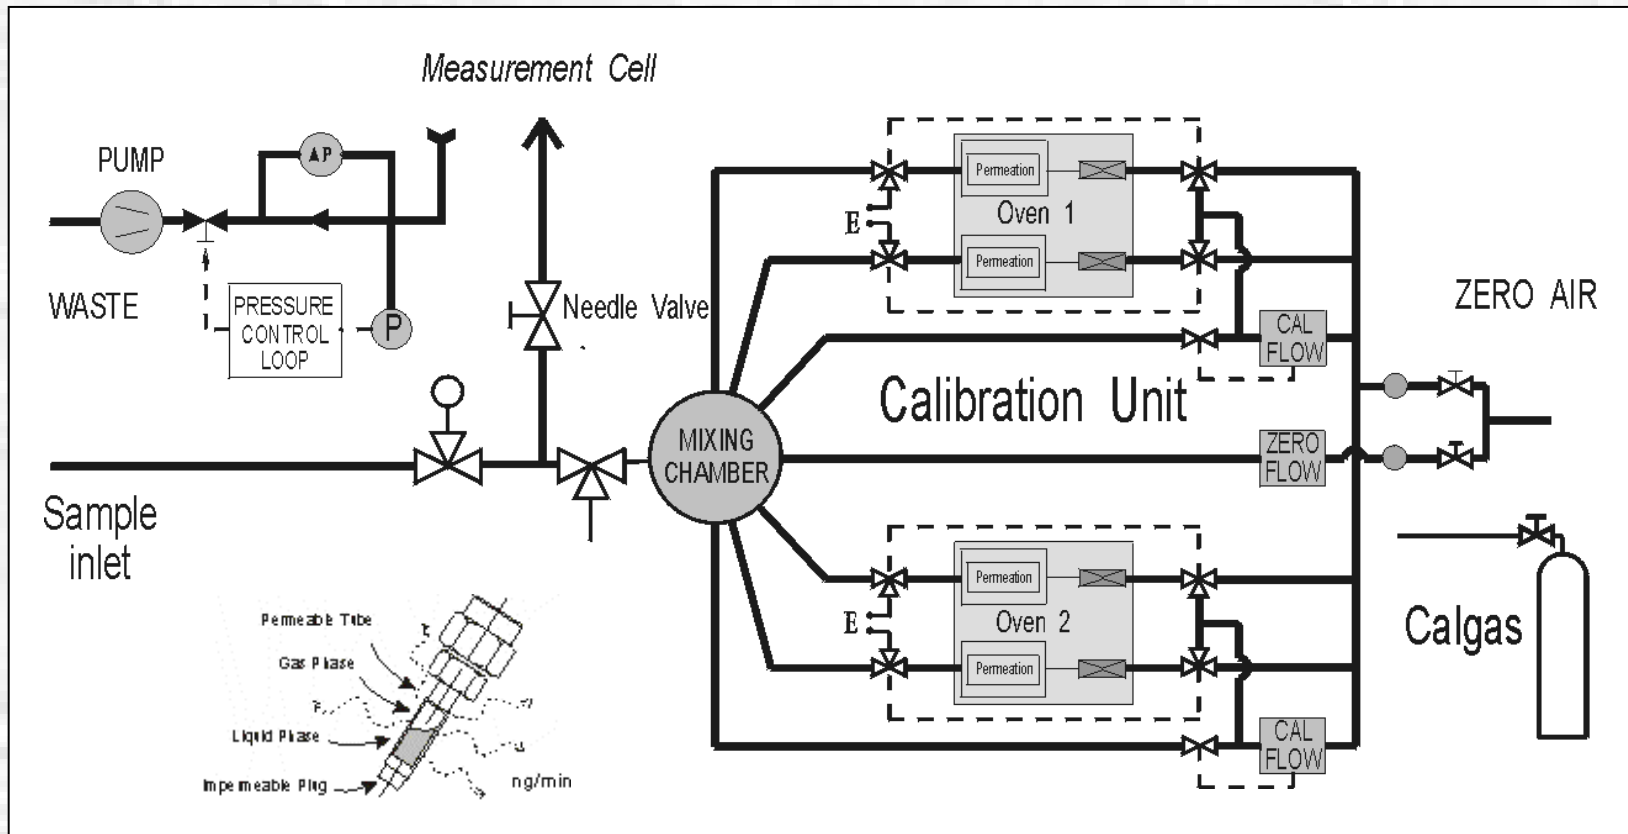 Measurement Cell
PUMP
ΔP
WASTE
PRESSURE
CONTROL
LOOP
P
Needle Valve
Permeation
Oven 1
Permeation
E
CAL
FLOW
ZERO AIR
Calibration Unit
MIXING
CHAMBER
ZERO
FLOW
Sample
inlet
Permeation
Oven 2
Permeation
E
CAL
FLOW
Calgas
Permeable Tube
Gas Phase
Liquid Phase
Impermeable Plug
ng/min